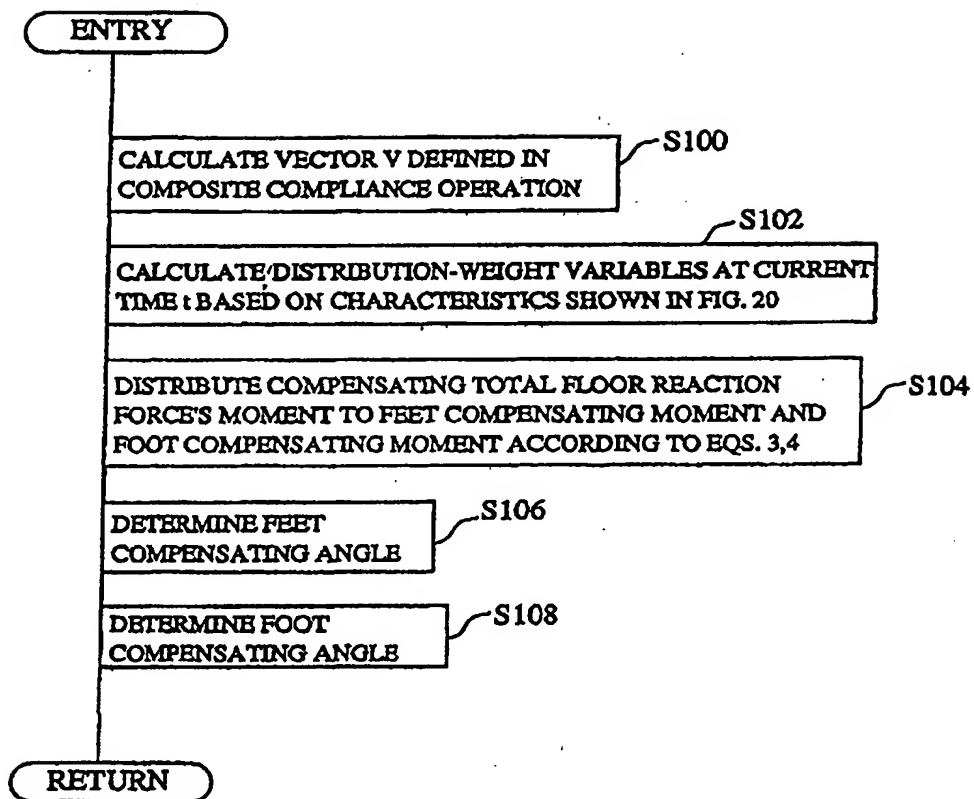 ENTRY
S100
CALCULATE VECTOR V DEFINED IN
COMPOSITE COMPLIANCE OPERATION
S102
CALCULATE DISTRIBUTION-WEIGHT VARIABLES AT CURRENT
TIME t BASED ON CHARACTERISTICS SHOWN IN FIG. 20
S104
DISTRIBUTE COMPENSATING TOTAL FLOOR REACTION
FORCE'S MOMENT TO FEET COMPENSATING MOMENT AND
FOOT COMPENSATING MOMENT ACCORDING TO EQS. 3,4
S106
DETERMINE FEET
COMPENSATING ANGLE
S108
DETERMINE FOOT
COMPENSATING ANGLE
RETURN